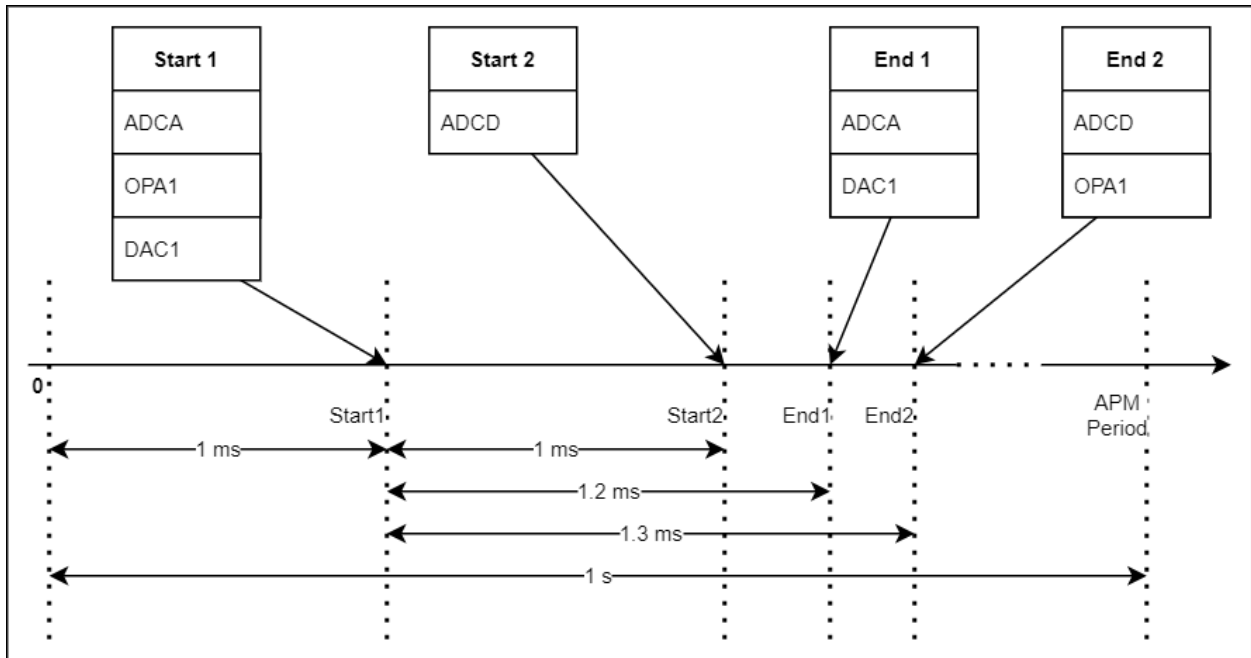 Start 1
ADCA
OPA1
DAC1
Start 2
ADCD
End 1
ADCA
DAC1
End 2
ADCD
OPA1
0
Start1
Start2
End1
End2
APM
Period
1 ms
1 ms
1.2 ms
1.3 ms
1 s